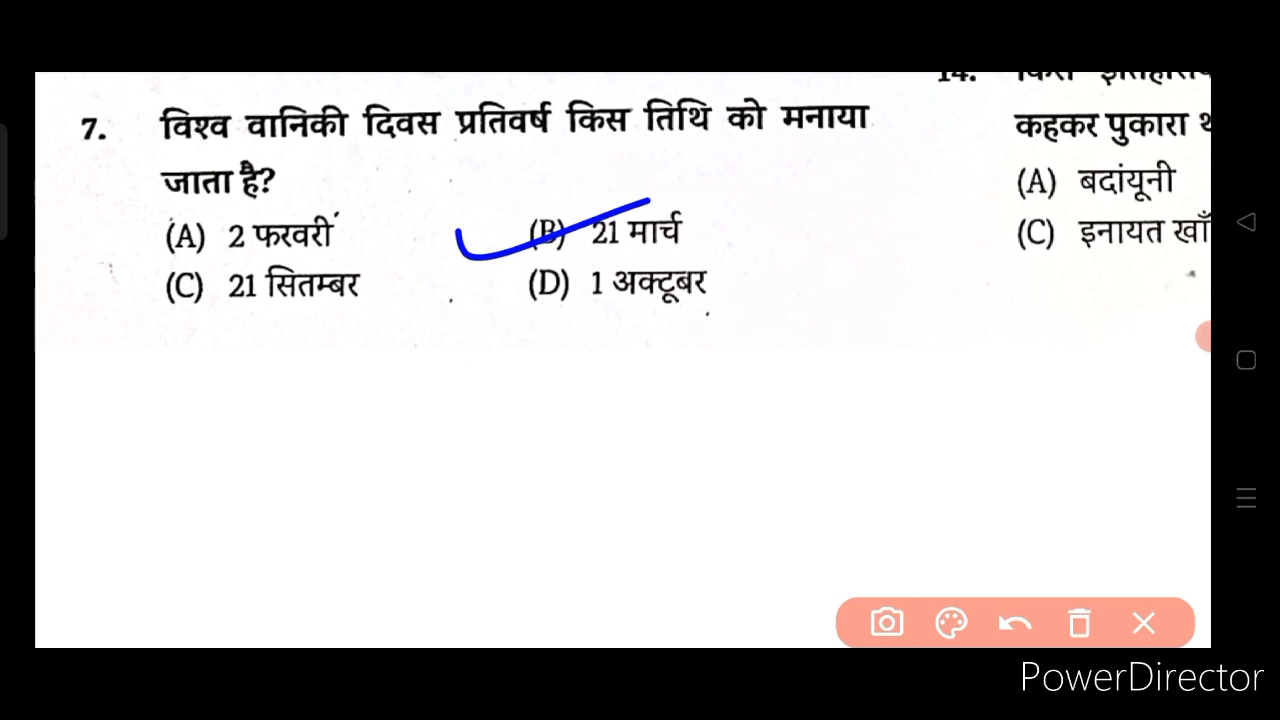 7. विश्व वानिकी दिवस प्रतिवर्ष किस तिथि को मनाया
जाता है?
(A) 2 फरवरी (B) 21 मार्च
(C) 21 सितम्बर (D) 1 अक्टूबर
14. किस
कहकर पुकारा
(A) बदांयूनी
(C) इनायत खाँ
PowerDirector